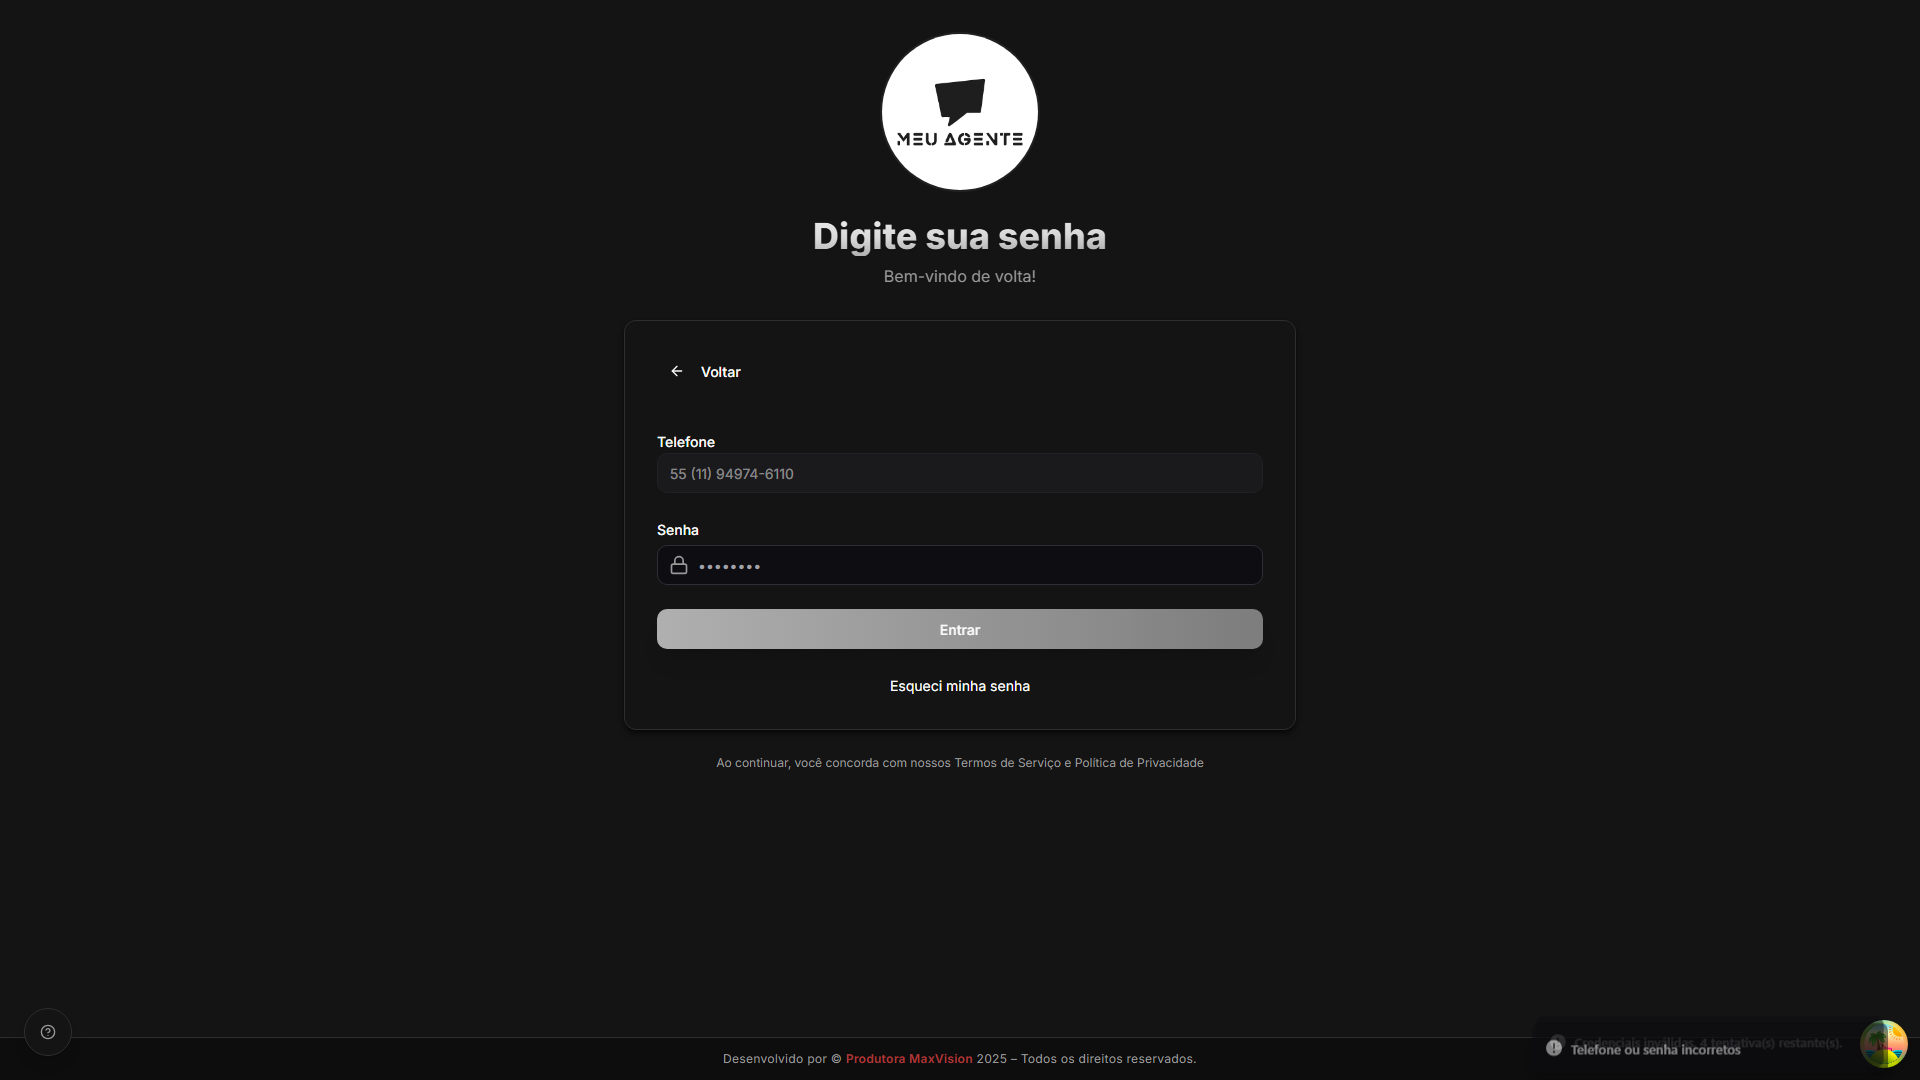 MEU AGENTE
Digite sua senha
Bem-vindo de volta!
Voltar
Telefone
55 (11) 94974-6110
Senha
••••••••
Entrar
Esqueci minha senha
Ao continuar, você concorda com nossos Termos de Serviço e Política de Privacidade
Desenvolvido por © Produtora MaxVision 2025 – Todos os direitos reservados.
Credenciais inválidas. 4 tentativa(s) restante(s).
Telefone ou senha incorretos